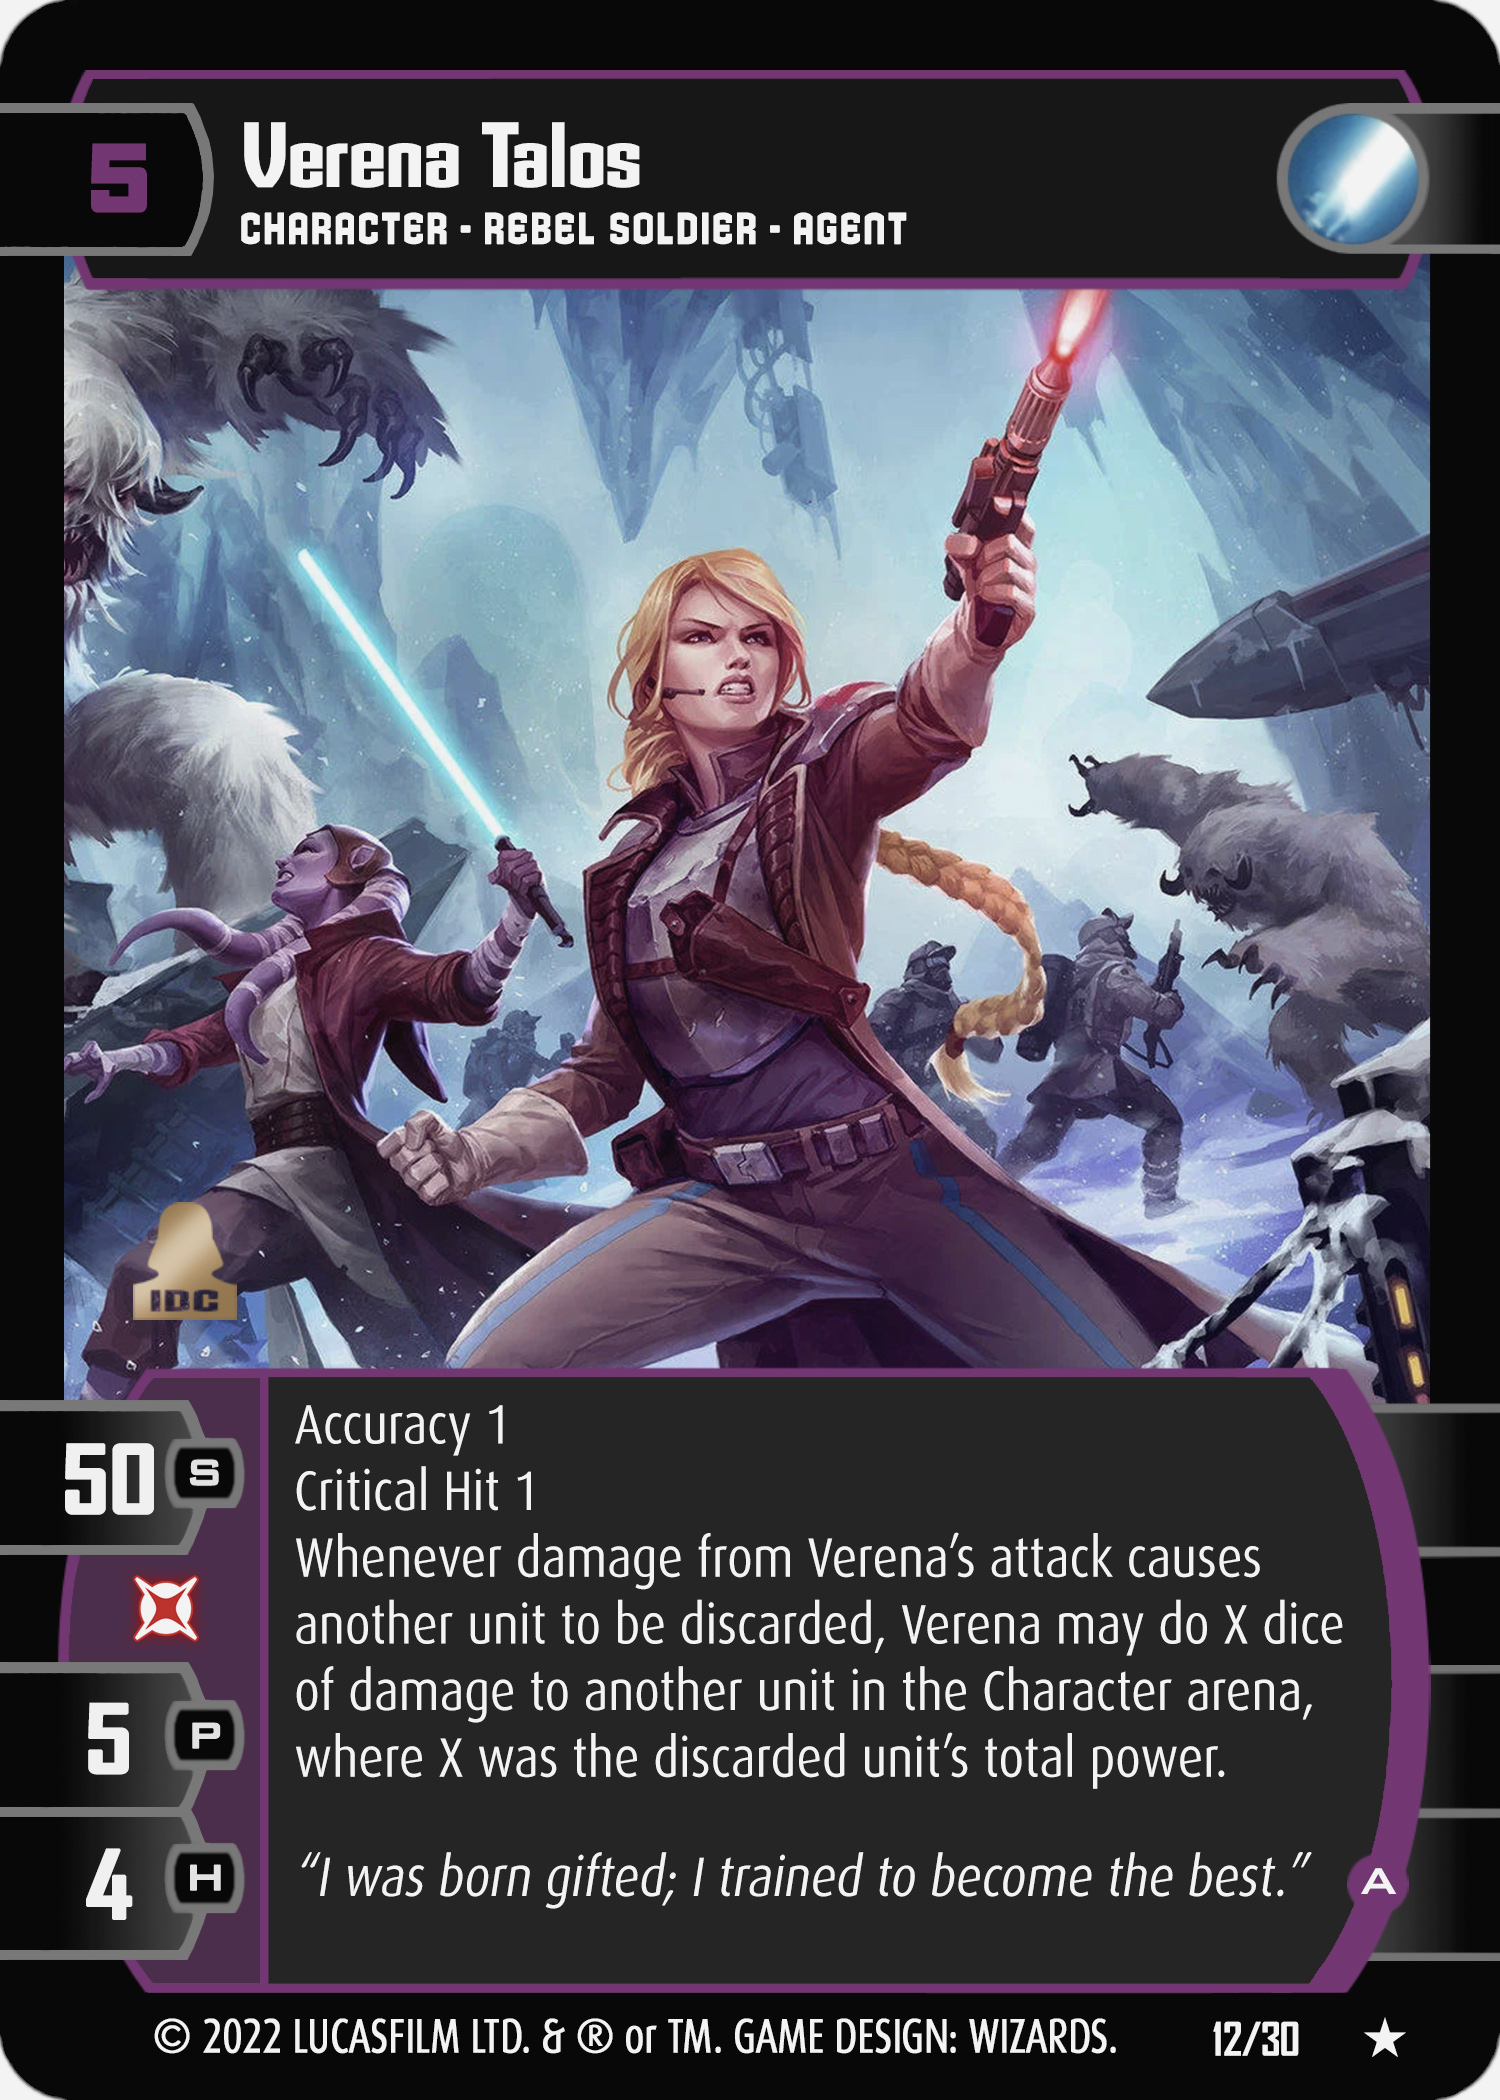 5
Verena Talos
CHARACTER - REBEL SOLDIER - AGENT
IDC
50 S
5 P
4 H
Accuracy 1
Critical Hit 1
Whenever damage from Verena’s attack causes
another unit to be discarded, Verena may do X dice
of damage to another unit in the Character arena,
where X was the discarded unit’s total power.
“I was born gifted; I trained to become the best.”
A
© 2022 LUCASFILM LTD. & ® or TM. GAME DESIGN: WIZARDS.
12/30 ★